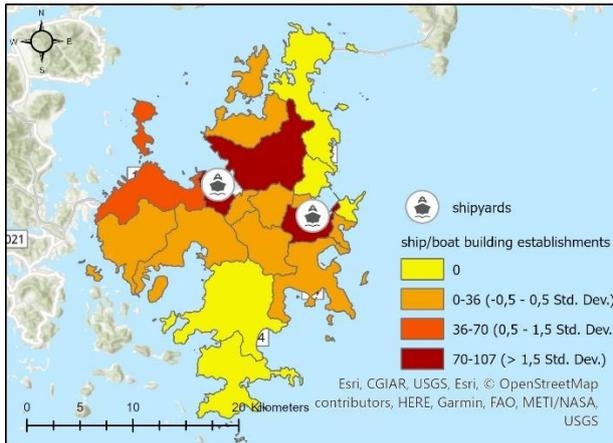 N
W E
S
021
4
shipyards
ship/boat building establishments
0
0-36 (-0,5 - 0,5 Std. Dev.)
36-70 (0,5 - 1,5 Std. Dev.)
70-107 (> 1,5 Std. Dev.)
0 5 10 20 Kilometers
Esri, CGIAR, USGS, Esri, © OpenStreetMap
contributors, HERE, Garmin, FAO, METI/NASA,
USGS